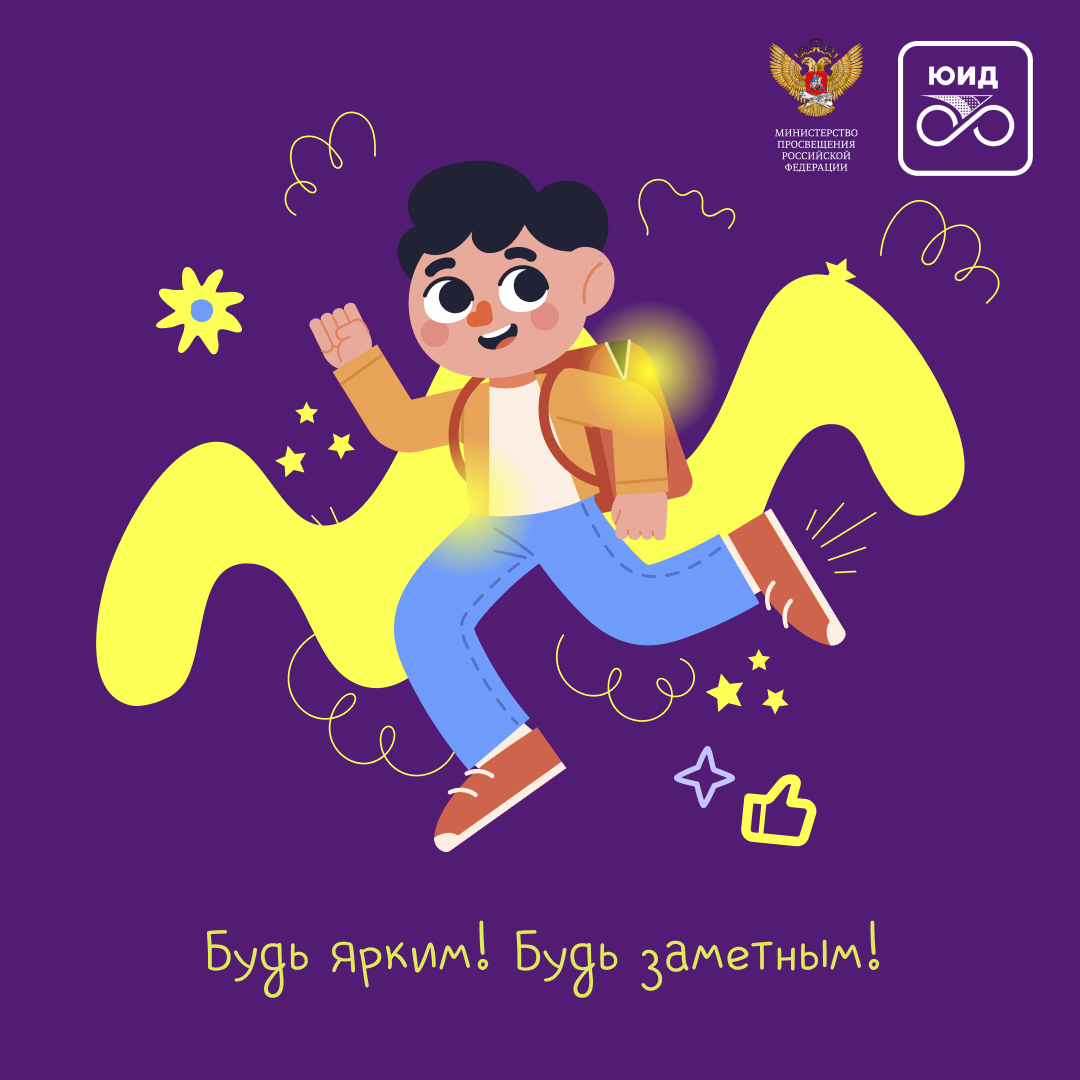 ЮИД
МИНИСТЕРСТВО
ПРОСВЕЩЕНИЯ
РОССИЙСКОЙ
ФЕДЕРАЦИИ
Будь ярким! Будь заметным!